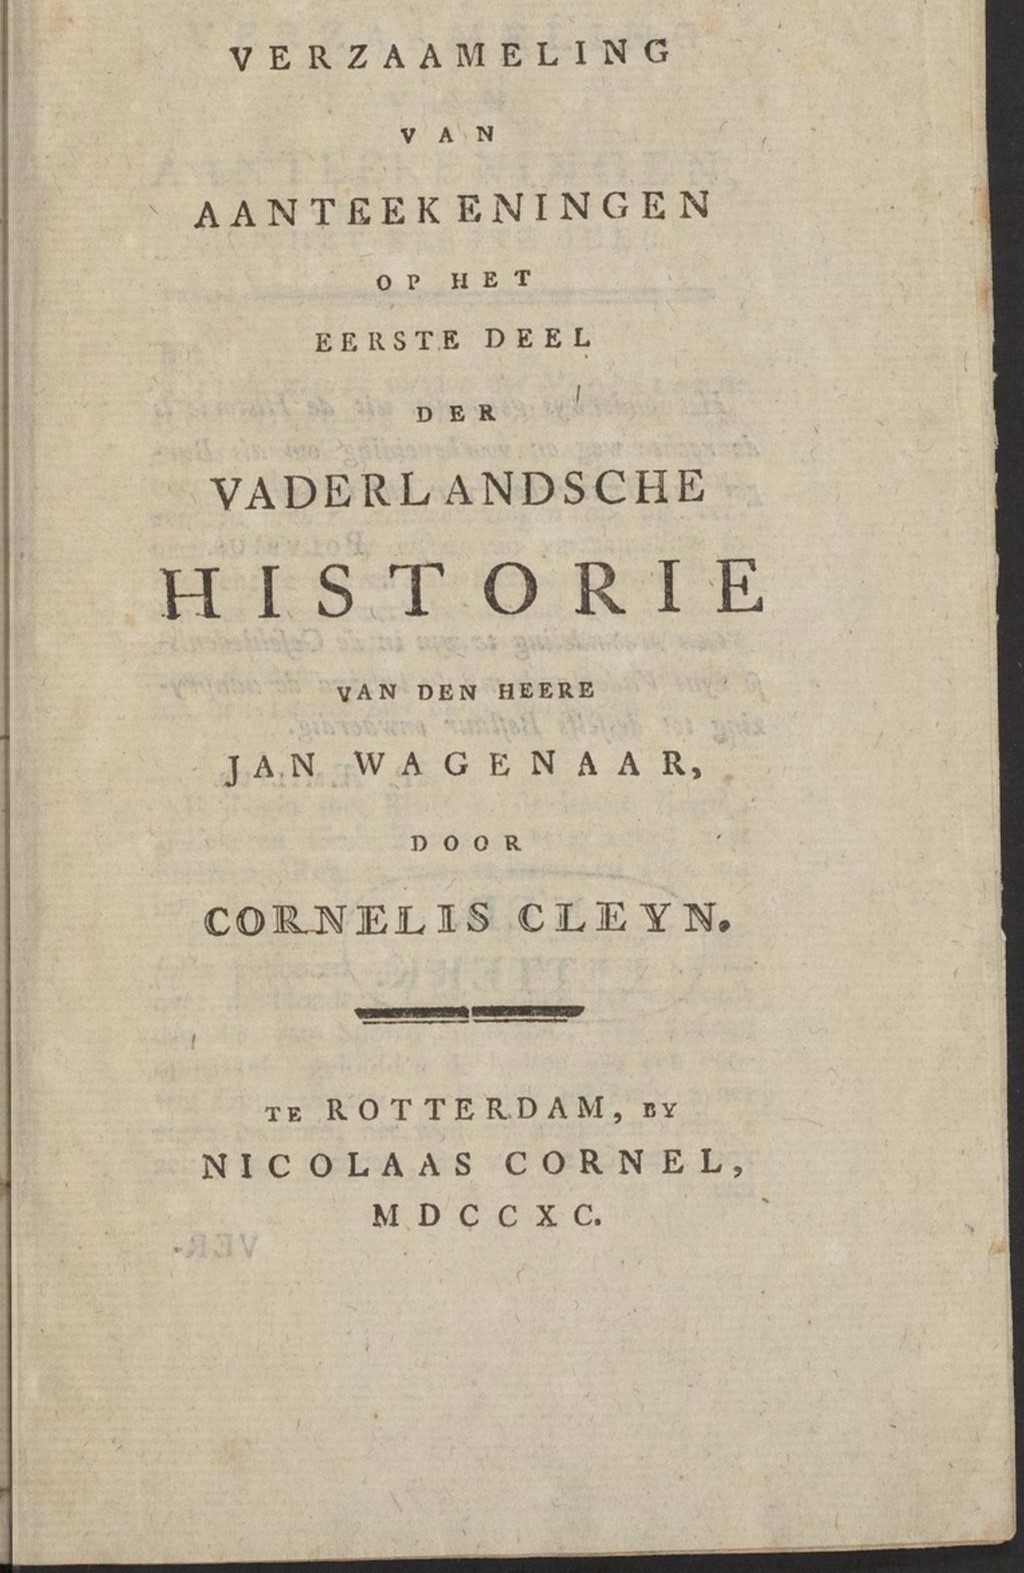 VERZAAMELING
VAN
AANTEEKENINGEN
OP HET
EERSTE DEEL
DER
VADERLANDSCHE
HISTORIE
VAN DEN HEERE
JAN WAGENAAR,
DOOR
CORNELIS CLEYN.
TE ROTTERDAM, BY
NICOLAAS CORNEL,
MDCCXC.